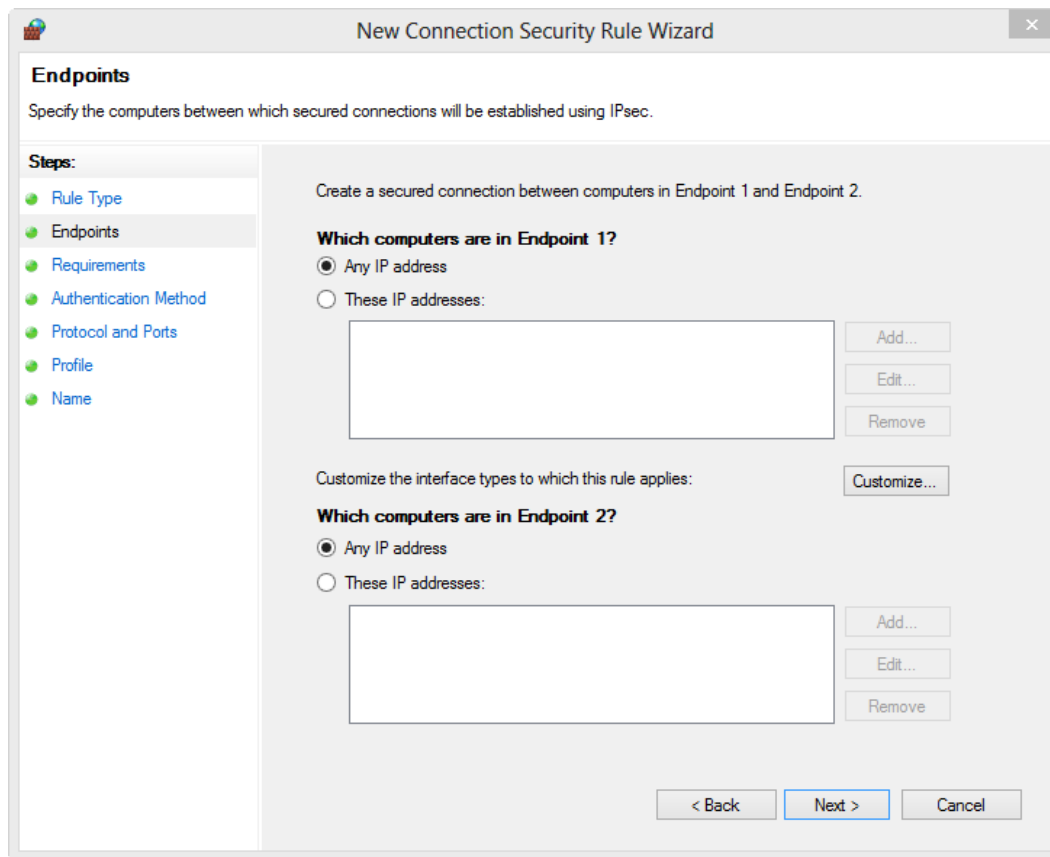 New Connection Security Rule Wizard
Endpoints
Specify the computers between which secured connections will be established using IPsec.
Steps:
Rule Type
Endpoints
Requirements
Authentication Method
Protocol and Ports
Profile
Name
Create a secured connection between computers in Endpoint 1 and Endpoint 2.
Which computers are in Endpoint 1?
Any IP address
These IP addresses:
Add...
Edit...
Remove
Customize the interface types to which this rule applies:
Customize...
Which computers are in Endpoint 2?
Any IP address
These IP addresses:
Add...
Edit...
Remove
< Back
Next >
Cancel